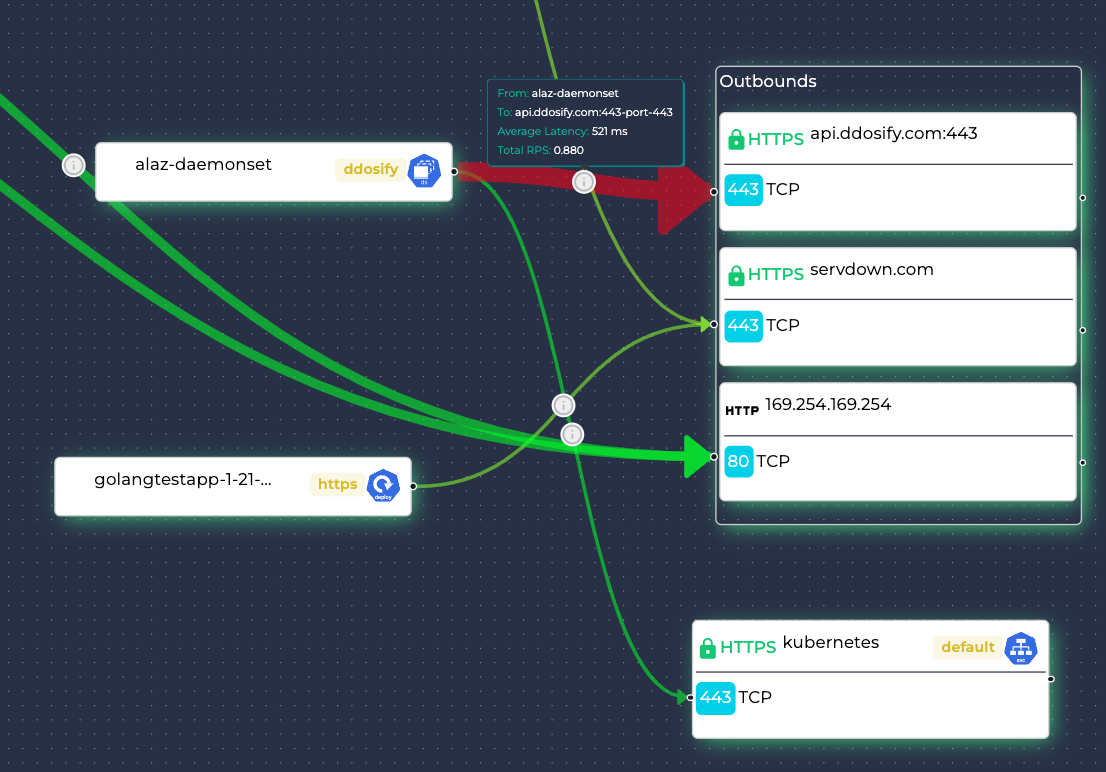 From: alaz-daemonset
To: api.ddosify.com:443-port-443
Average Latency: 521 ms
Total RPS: 0.880
alaz-daemonset
ddosify
ds
golangtestapp-1-21-...
https
deploy
Outbounds
HTTPS api.ddosify.com:443
443 TCP
HTTPS servdown.com
443 TCP
HTTP 169.254.169.254
80 TCP
HTTPS kubernetes
default
svc
443 TCP